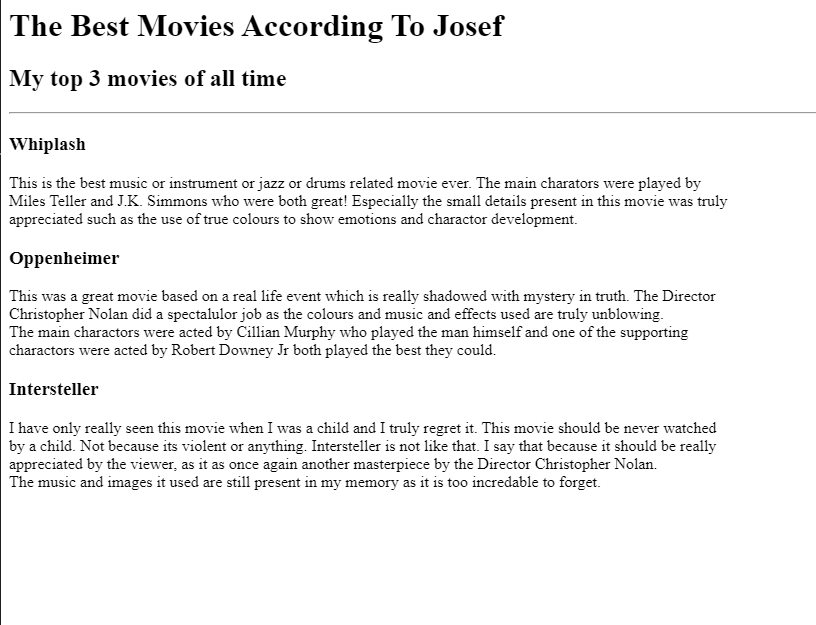 The Best Movies According To Josef
My top 3 movies of all time
Whiplash
This is the best music or instrument or jazz or drums related movie ever. The main charators were played by
Miles Teller and J.K. Simmons who were both great! Especially the small details present in this movie was truly
appreciated such as the use of true colours to show emotions and charactor development.
Oppenheimer
This was a great movie based on a real life event which is really shadowed with mystery in truth. The Director
Christopher Nolan did a spectalulor job as the colours and music and effects used are truly unblowing.
The main charactors were acted by Cillian Murphy who played the man himself and one of the supporting
charactors were acted by Robert Downey Jr both played the best they could.
Intersteller
I have only really seen this movie when I was a child and I truly regret it. This movie should be never watched
by a child. Not because its violent or anything. Intersteller is not like that. I say that because it should be really
appreciated by the viewer, as it as once again another masterpiece by the Director Christopher Nolan.
The music and images it used are still present in my memory as it is too incredable to forget.